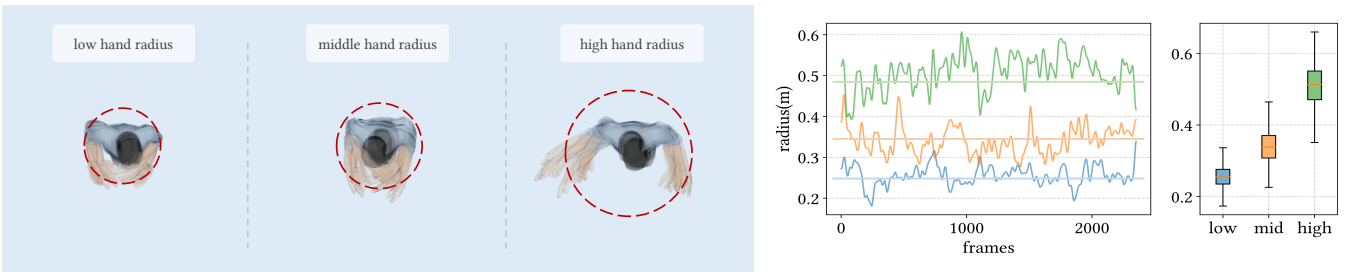 low hand radius
middle hand radius
high hand radius
radius(m)
0.6
0.5
0.4
0.3
0.2
0 1000 2000
frames
0.6
0.4
0.2
low mid high